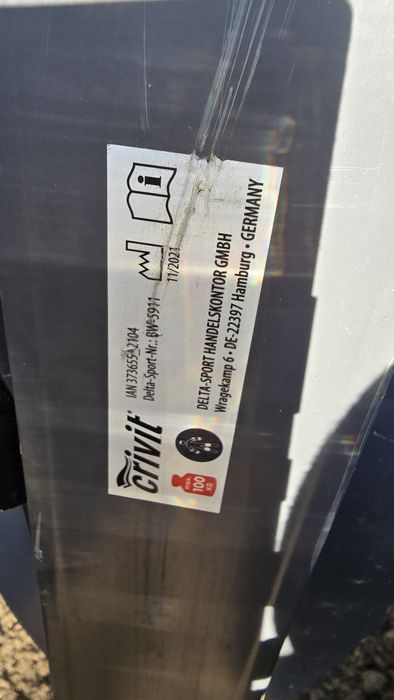 crivit
IAN 373655_2104
Delta-Sport-Nr.: BW-5911
11/2021
max.
100
KG
DELTA-SPORT HANDELSKONTOR GMBH
Wragekamp 6 • DE-22397 Hamburg • GERMANY